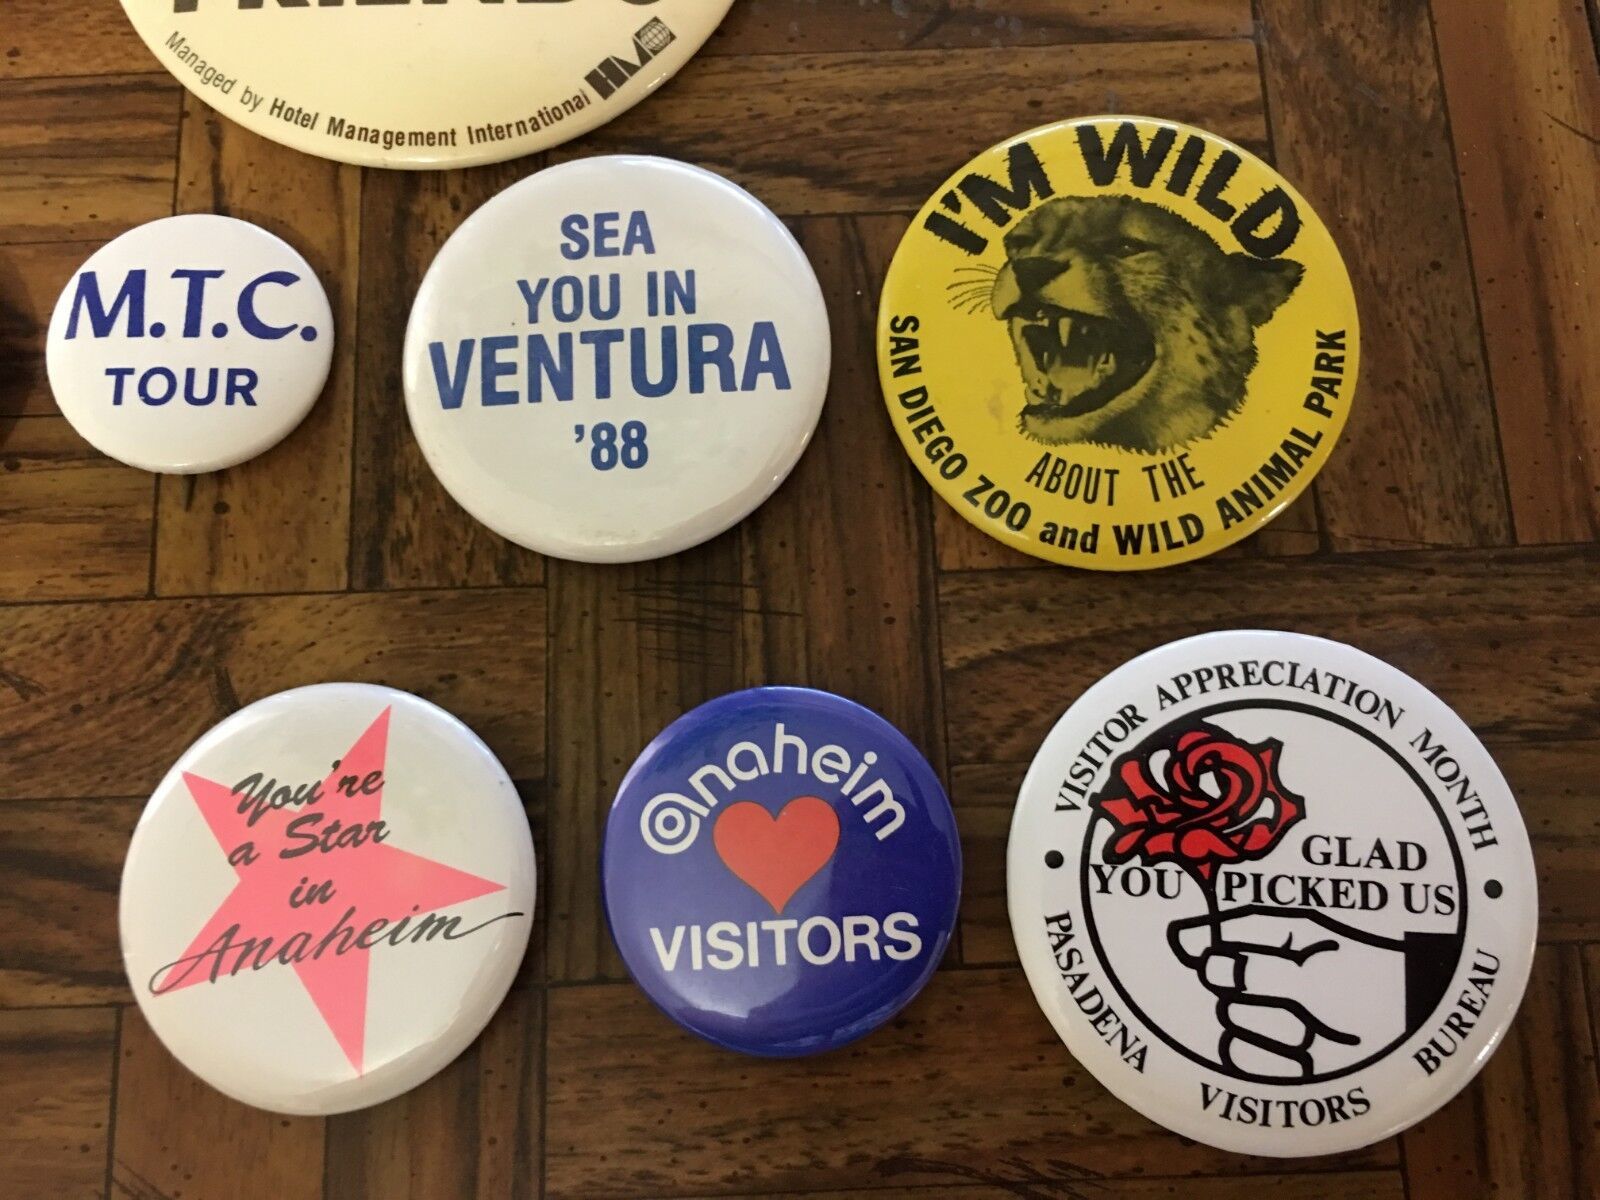 FRIENDS
Managed by Hotel Management International
HMI
M.T.C.
TOUR
SEA
YOU IN
VENTURA
'88
I'M WILD
ABOUT THE
SAN DIEGO ZOO and WILD ANIMAL PARK
You're
a Star
in
Anaheim
anaheim
VISITORS
VISITOR APPRECIATION MONTH
GLAD
YOU PICKED US
PASADENA VISITORS BUREAU